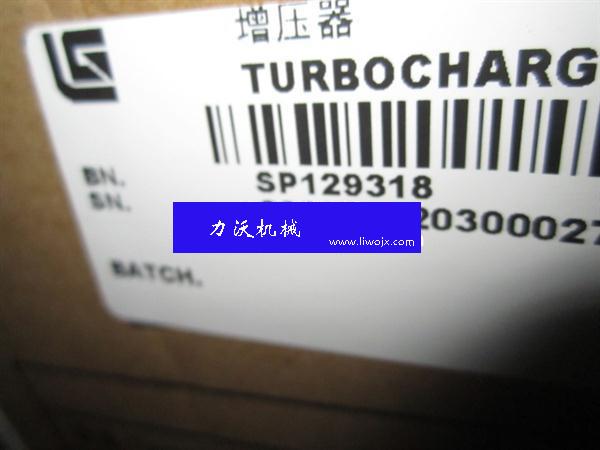 增压器
TURBOCHARG
BN. SP129318
SN. 20300027
力沃机械
www.liwojx.com
BATCH.